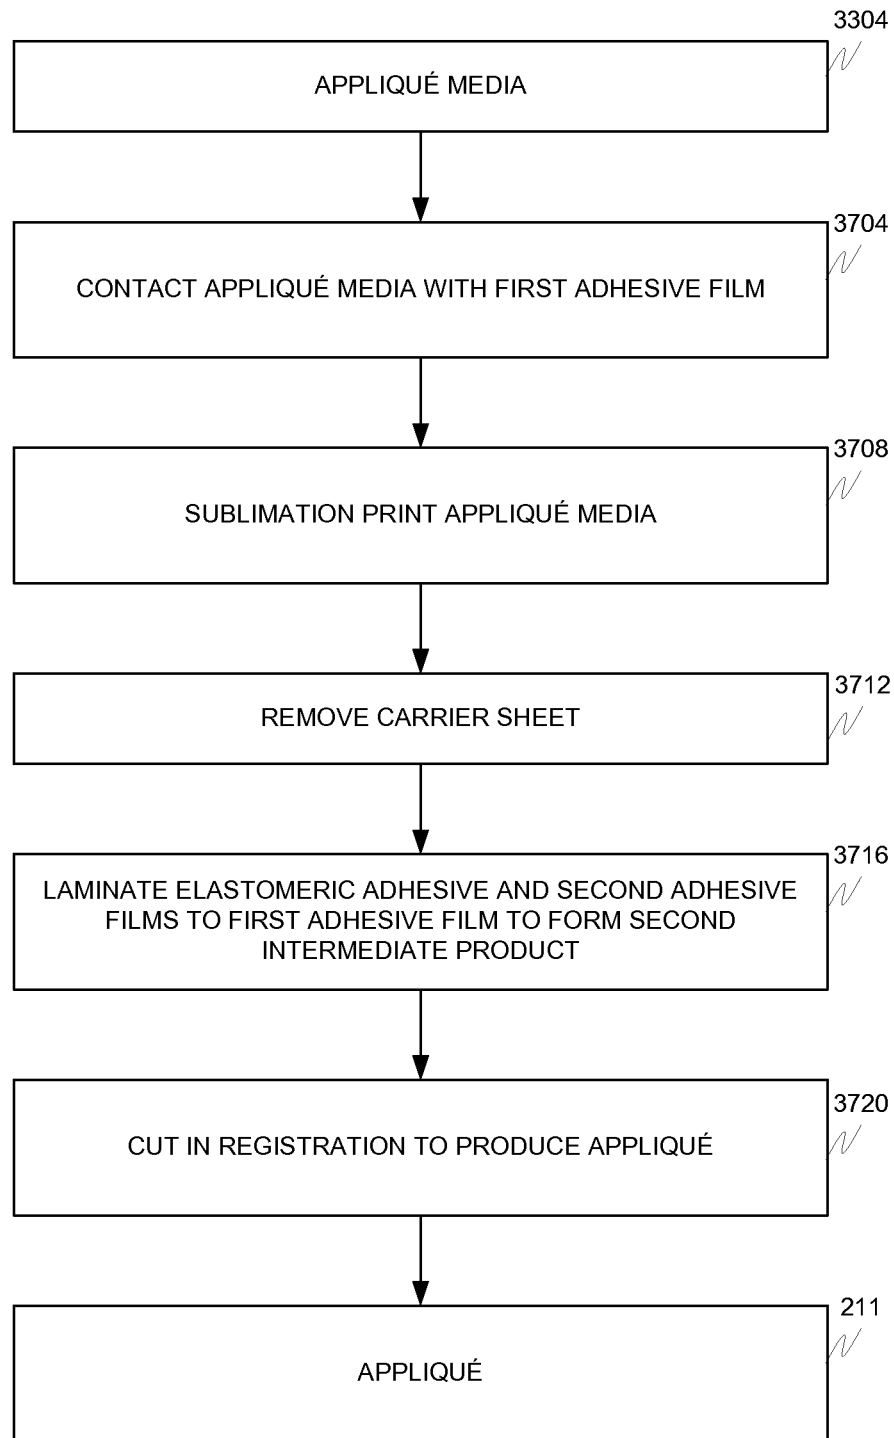 3304
APPLIQUÉ MEDIA
3704
CONTACT APPLIQUÉ MEDIA WITH FIRST ADHESIVE FILM
3708
SUBLIMATION PRINT APPLIQUÉ MEDIA
3712
REMOVE CARRIER SHEET
3716
LAMINATE ELASTOMERIC ADHESIVE AND SECOND ADHESIVE
FILMS TO FIRST ADHESIVE FILM TO FORM SECOND
INTERMEDIATE PRODUCT
3720
CUT IN REGISTRATION TO PRODUCE APPLIQUÉ
211
APPLIQUÉ